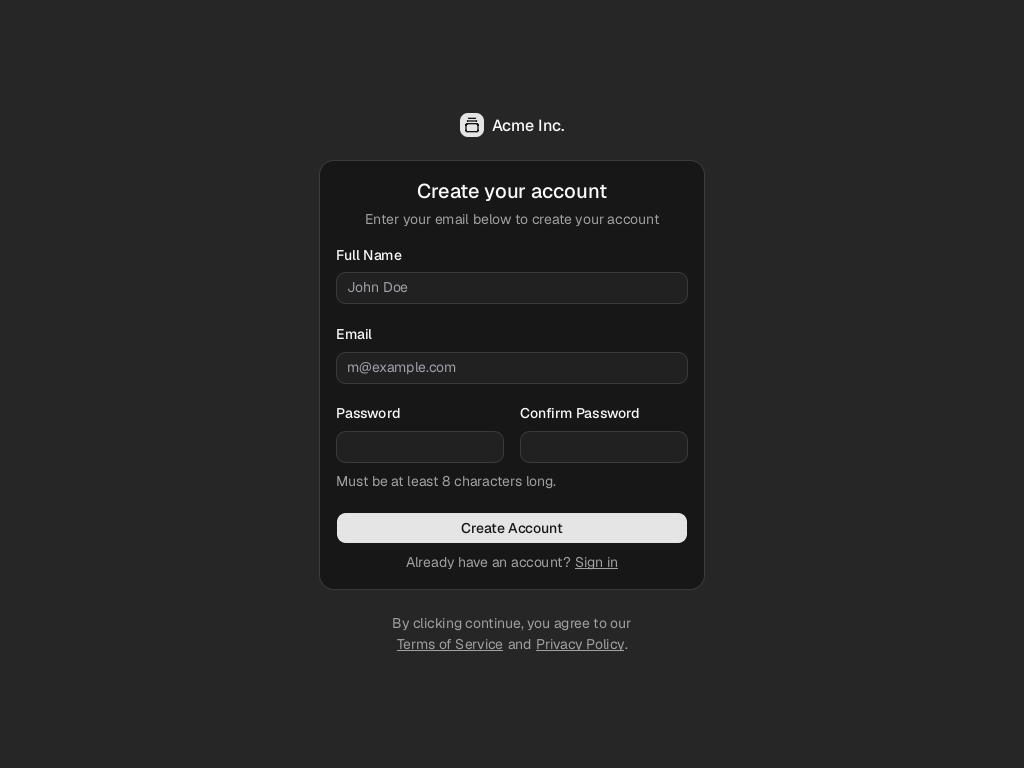 Acme Inc.
Create your account
Enter your email below to create your account
Full Name
John Doe
Email
m@example.com
Password
Confirm Password
Must be at least 8 characters long.
Create Account
Already have an account? Sign in
By clicking continue, you agree to our
Terms of Service and Privacy Policy.